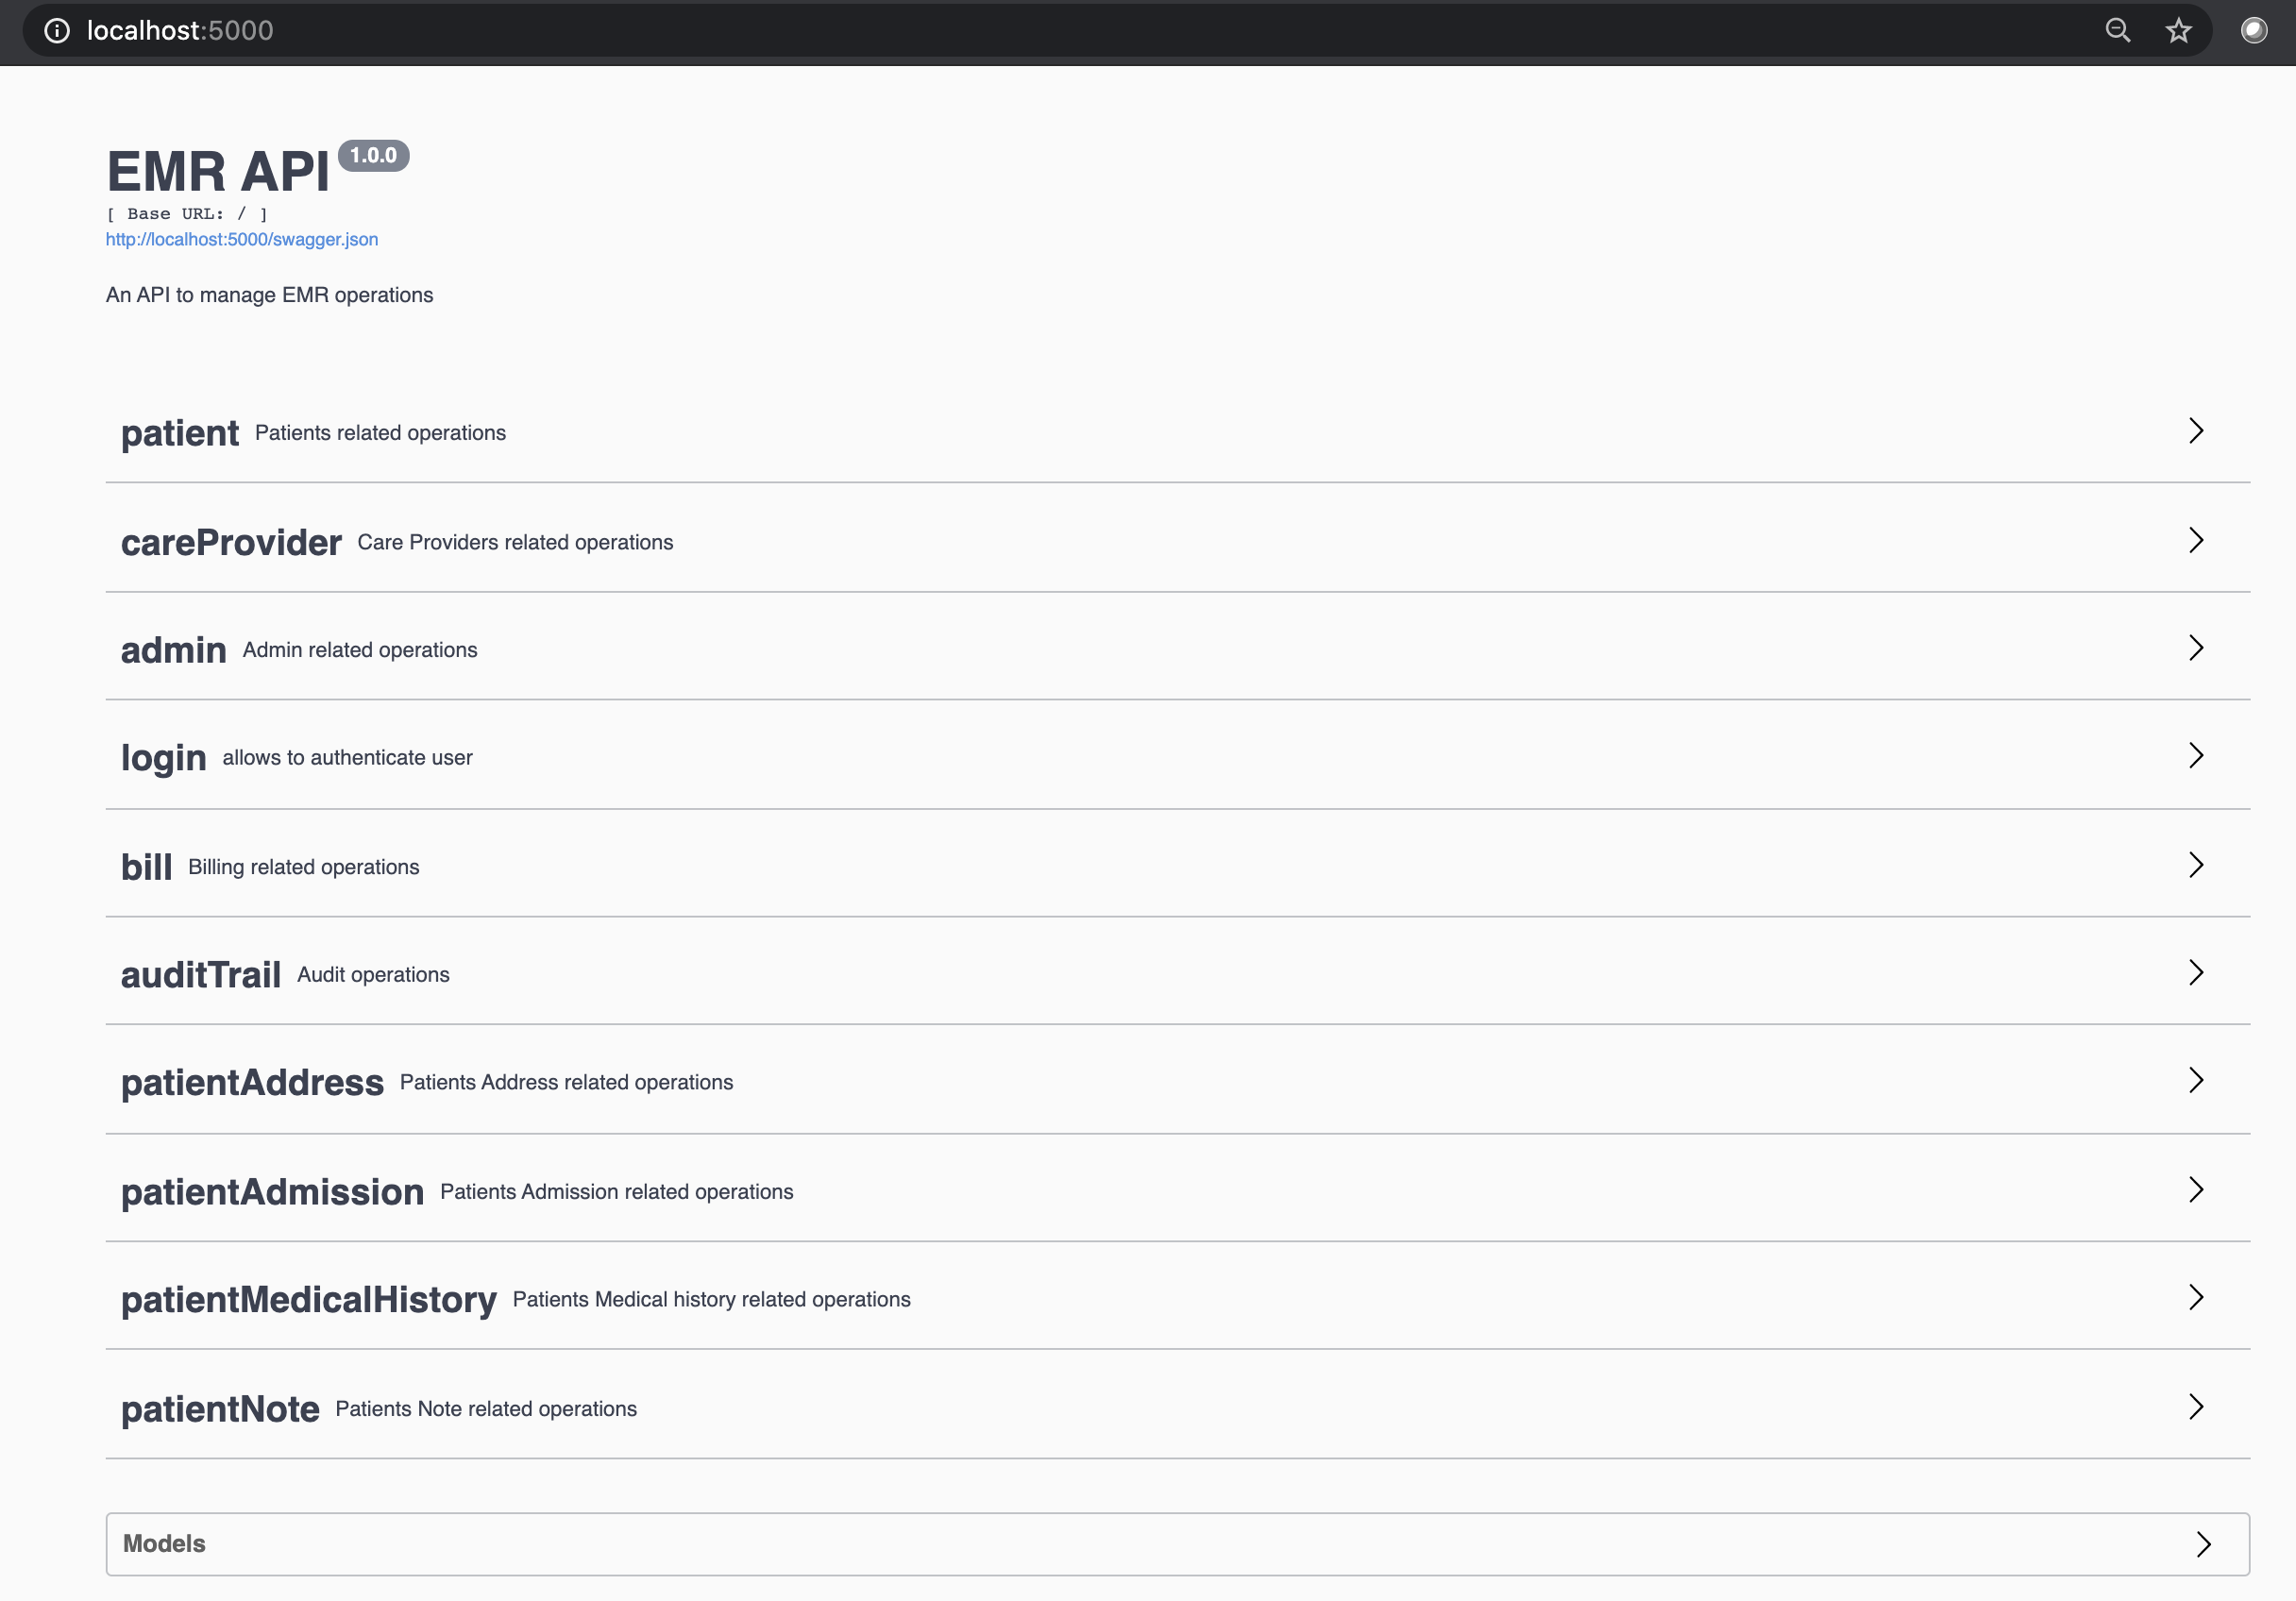 localhost:5000
EMR API 1.0.0
[ Base URL: / ]
http://localhost:5000/swagger.json
An API to manage EMR operations
patient Patients related operations
careProvider Care Providers related operations
admin Admin related operations
login allows to authenticate user
bill Billing related operations
auditTrail Audit operations
patientAddress Patients Address related operations
patientAdmission Patients Admission related operations
patientMedicalHistory Patients Medical history related operations
patientNote Patients Note related operations
Models